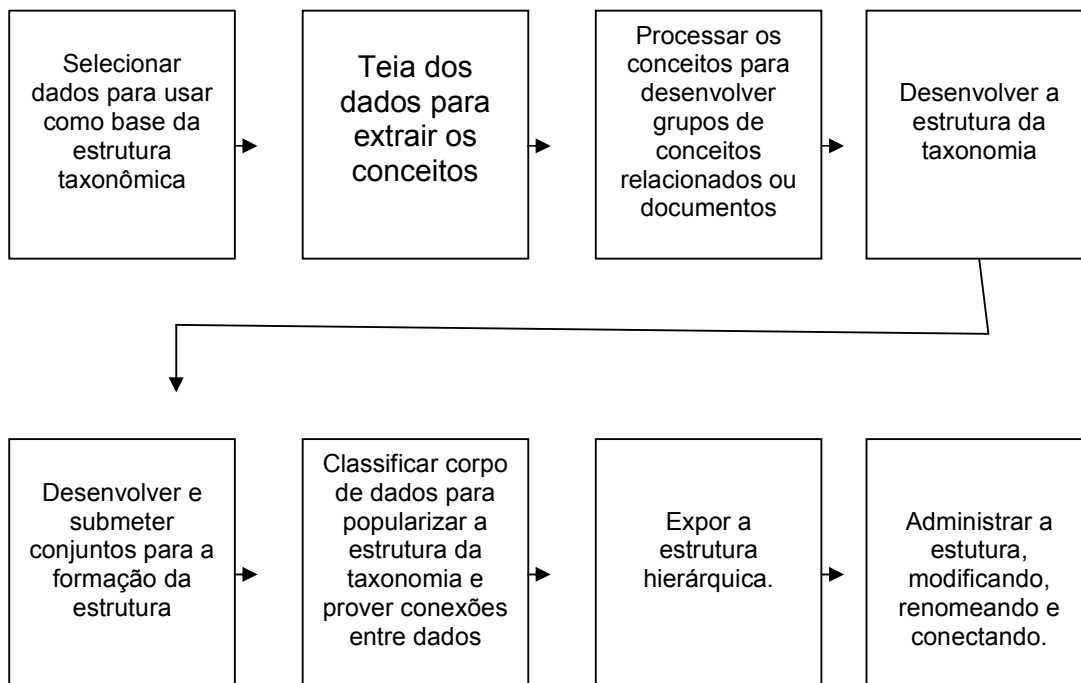 Selecionar
dados para usar
como base da
estrutura
taxonômica
Teia dos
dados para
extrair os
conceitos
Processar os
conceitos para
desenvolver
grupos de
conceitos
relacionados ou
documentos
Desenvolver a
estrutura da
taxonomia
Desenvolver e
submeter
conjuntos para a
formação da
estrutura
Classificar corpo
de dados para
popularizar a
estrutura da
taxonomia e
prover conexões
entre dados
Expor a
estrutura
hierárquica.
Administrar a
estutura,
modificando,
renomeando e
conectando.